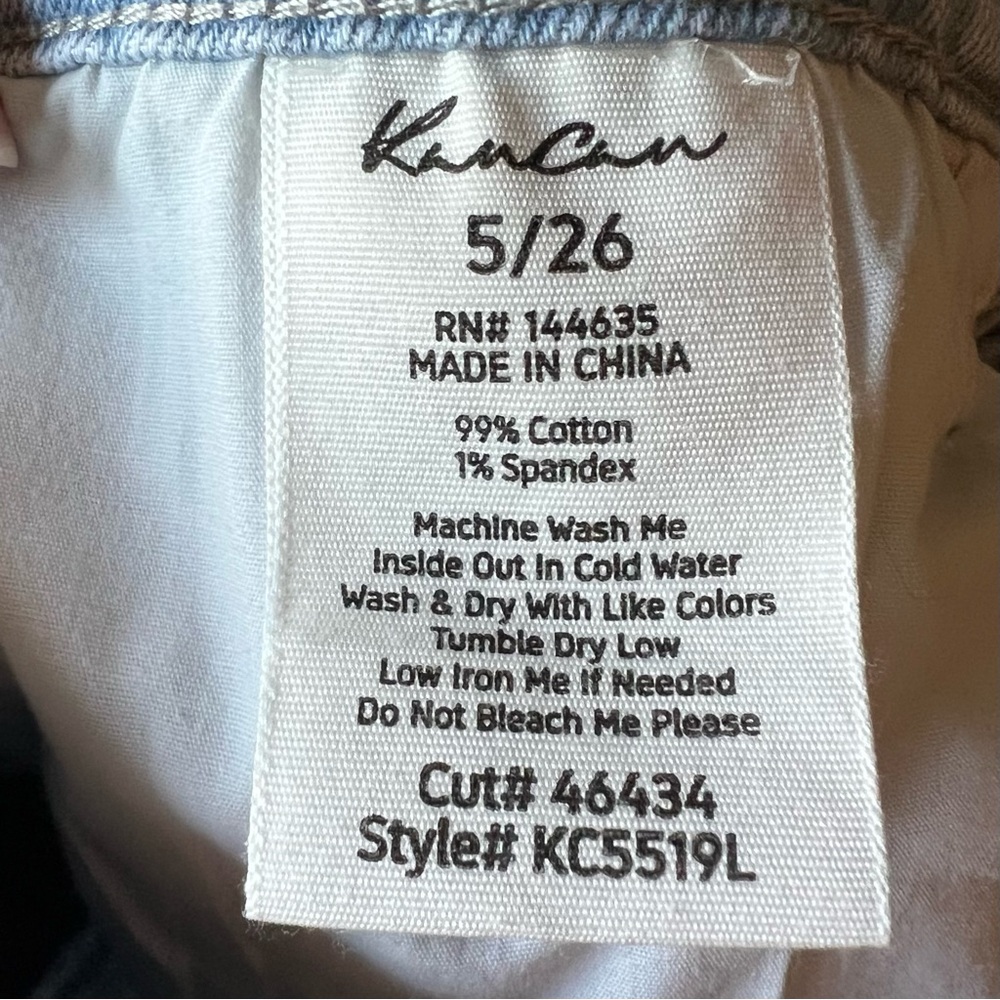 KanCan
5/26
RN# 144635
MADE IN CHINA
99% Cotton
1% Spandex
Machine Wash Me
Inside Out In Cold Water
Wash & Dry With Like Colors
Tumble Dry Low
Low Iron Me If Needed
Do Not Bleach Me Please
Cut# 46434
Style# KC5519L